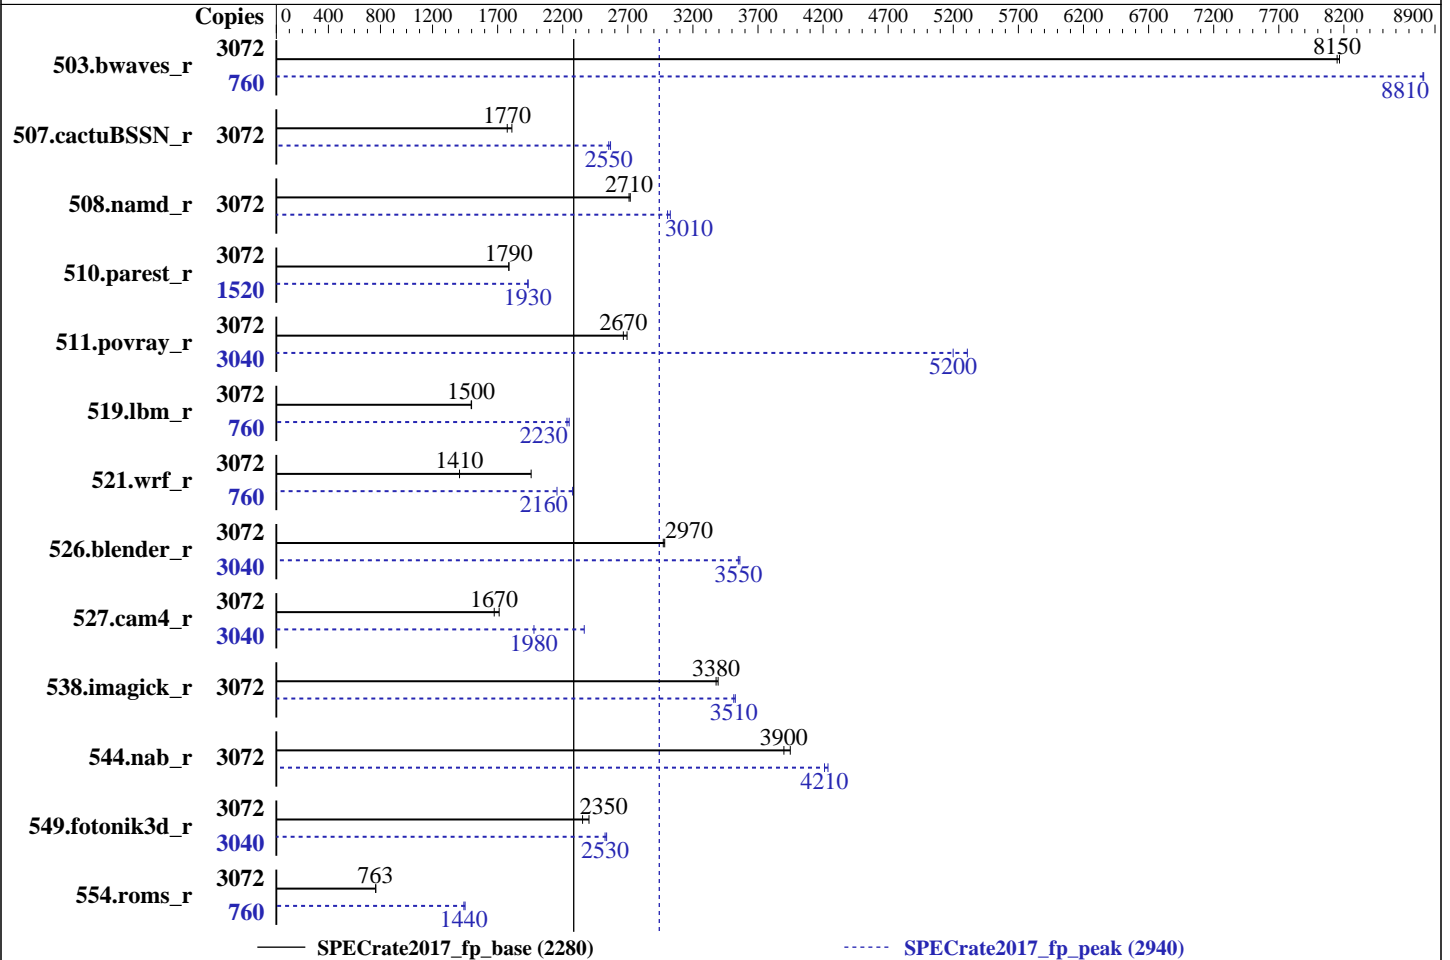 Copies 0 400 800 1200 1700 2200 2700 3200 3700 4200 4700 5200 5700 6200 6700 7200 7700 8200 8900
503.bwaves_r 3072 8150
760 8810
507.cactuBSSN_r 3072 1770
2550
508.namd_r 3072 2710
3010
510.parest_r 3072 1790
1520 1930
511.povray_r 3072 2670
3040 5200
519.lbm_r 3072 1500
760 2230
521.wrf_r 3072 1410
760 2160
526.blender_r 3072 2970
3040 3550
527.cam4_r 3072 1670
3040 1980
538.imagick_r 3072 3380
3510
544.nab_r 3072 3900
4210
549.fotonik3d_r 3072 2350
3040 2530
554.roms_r 3072 763
760 1440
SPECrate2017_fp_base (2280) SPECrate2017_fp_peak (2940)